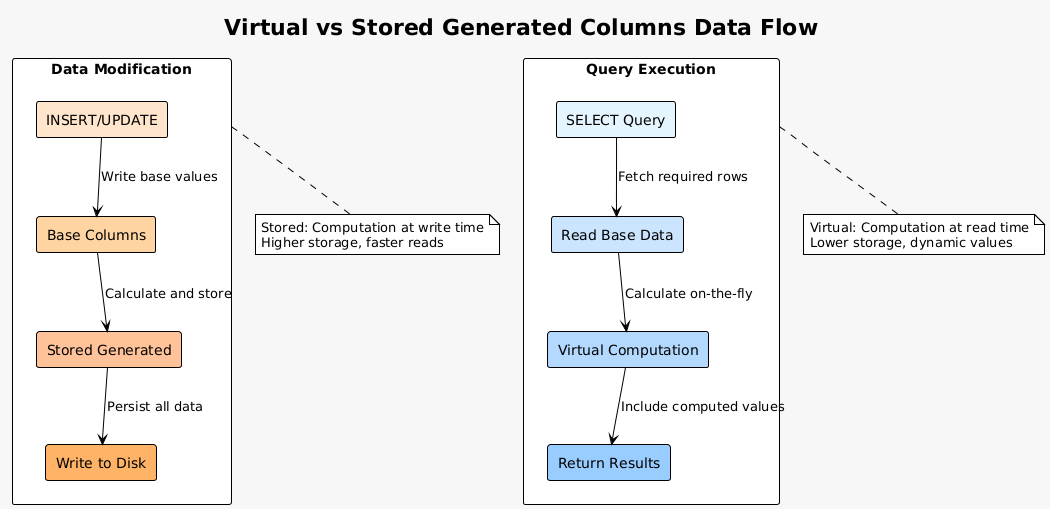 Virtual vs Stored Generated Columns Data Flow
Data Modification
INSERT/UPDATE
Write base values
Base Columns
Calculate and store
Stored Generated
Persist all data
Write to Disk
Stored: Computation at write time
Higher storage, faster reads
Query Execution
SELECT Query
Fetch required rows
Read Base Data
Calculate on-the-fly
Virtual Computation
Include computed values
Return Results
Virtual: Computation at read time
Lower storage, dynamic values